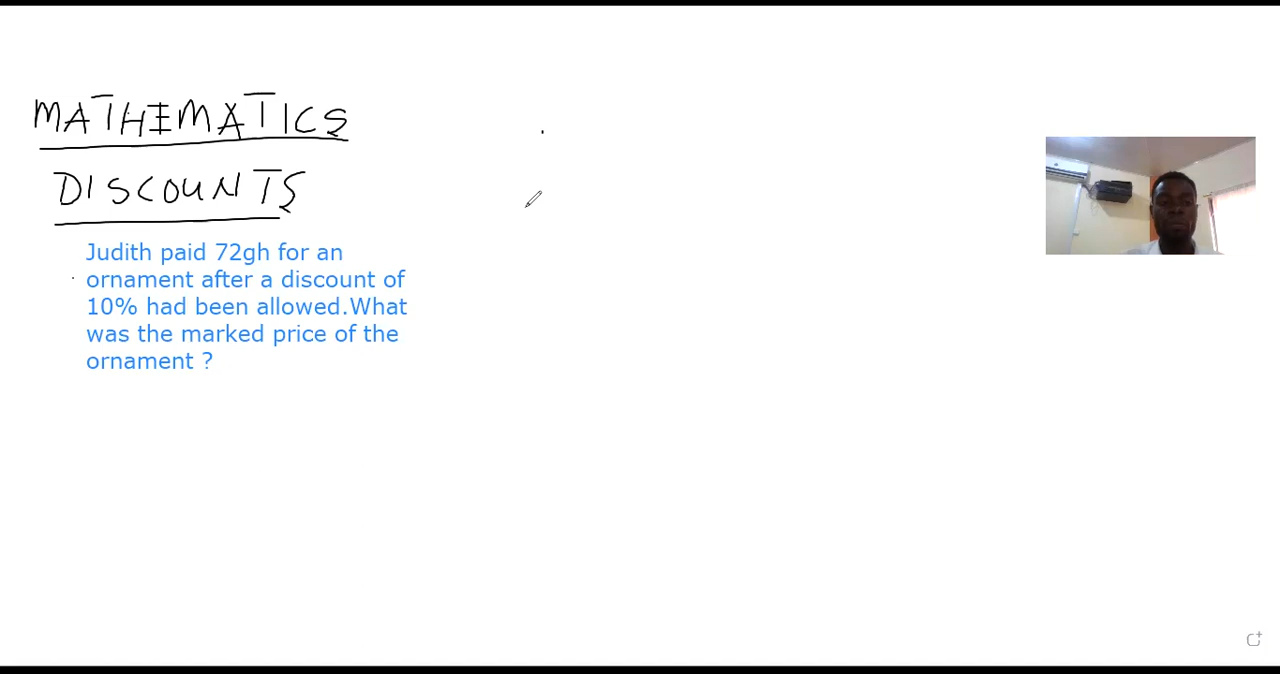 MATHEMATICS
DISCOUNTS
Judith paid 72gh for an
ornament after a discount of
10% had been allowed.What
was the marked price of the
ornament ?